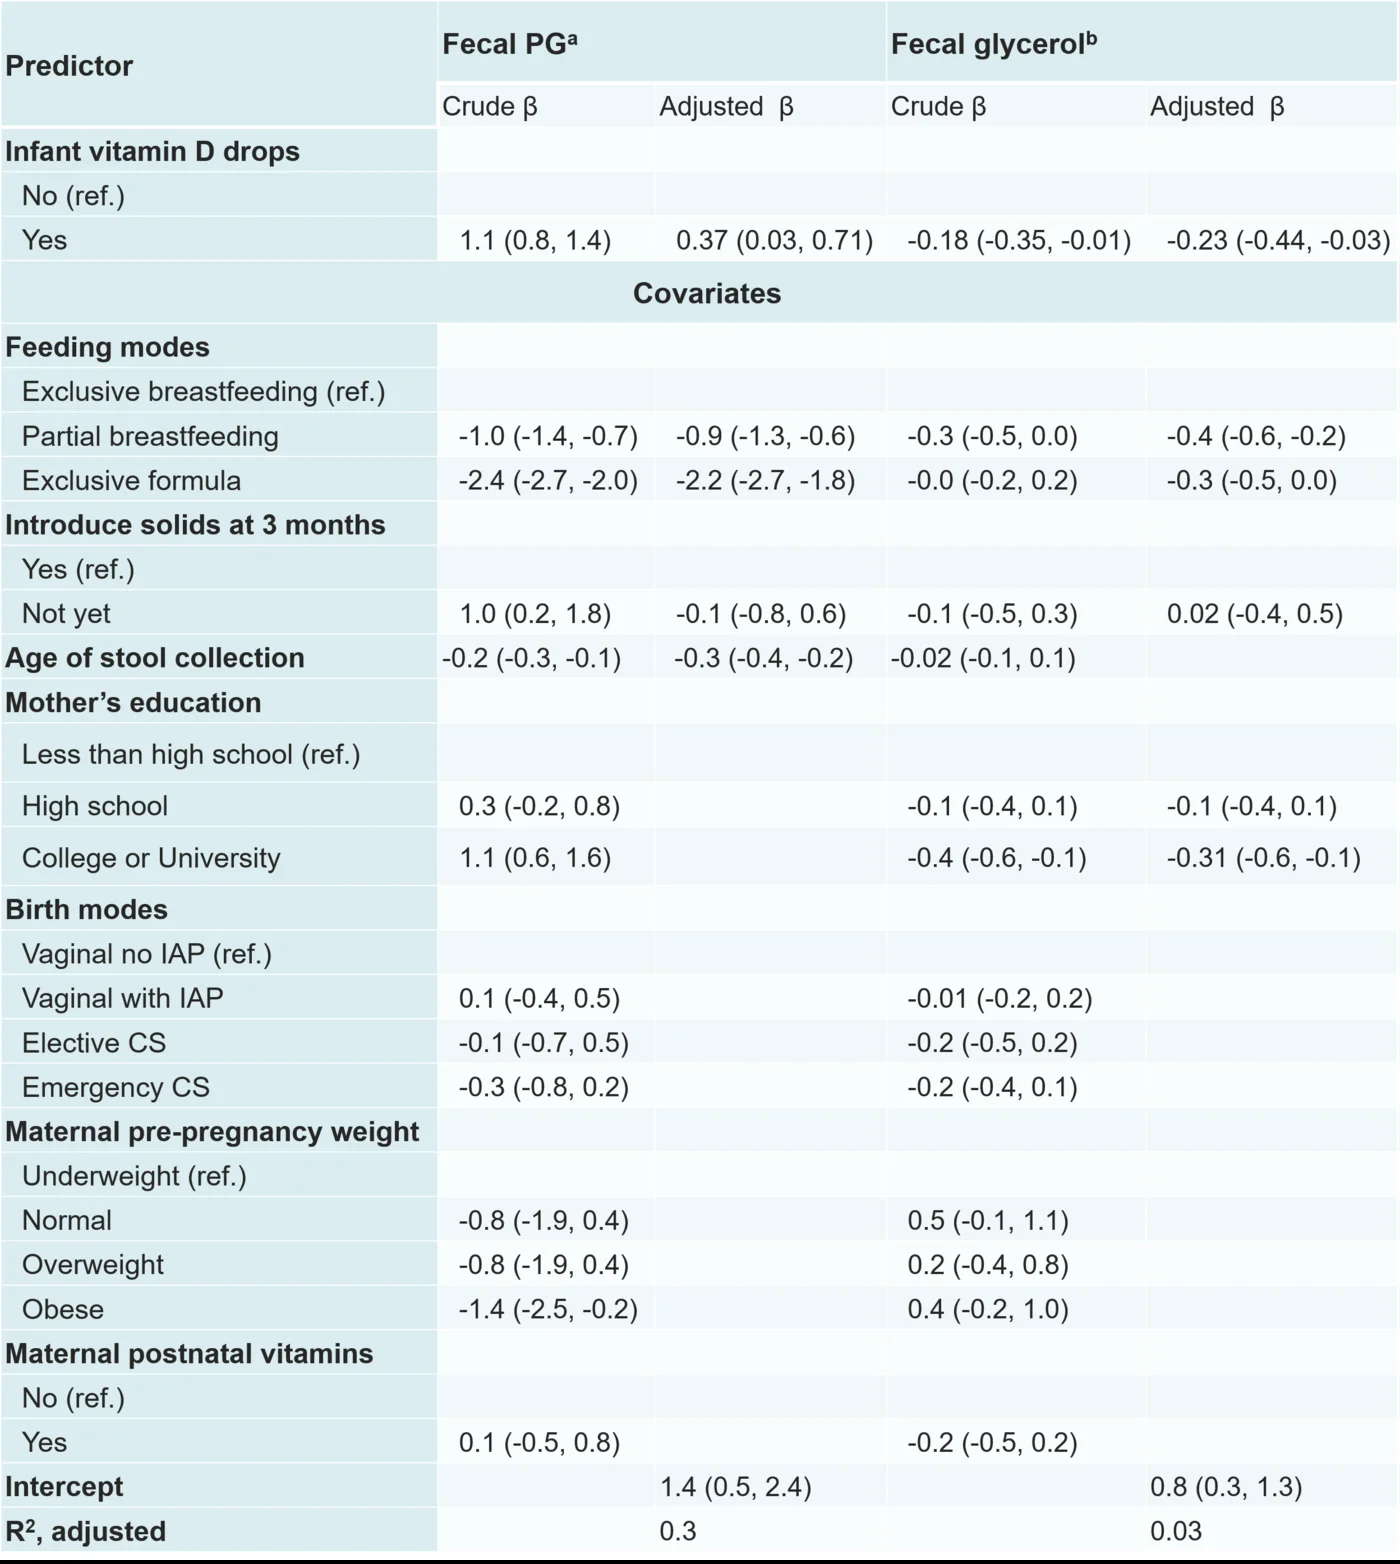 Predictor Fecal PGᵃ Fecal glycerolᵇ
Crude β Adjusted β Crude β Adjusted β
Infant vitamin D drops
No (ref.)
Yes 1.1 (0.8, 1.4) 0.37 (0.03, 0.71) -0.18 (-0.35, -0.01) -0.23 (-0.44, -0.03)
Covariates
Feeding modes
Exclusive breastfeeding (ref.)
Partial breastfeeding -1.0 (-1.4, -0.7) -0.9 (-1.3, -0.6) -0.3 (-0.5, 0.0) -0.4 (-0.6, -0.2)
Exclusive formula -2.4 (-2.7, -2.0) -2.2 (-2.7, -1.8) -0.0 (-0.2, 0.2) -0.3 (-0.5, 0.0)
Introduce solids at 3 months
Yes (ref.)
Not yet 1.0 (0.2, 1.8) -0.1 (-0.8, 0.6) -0.1 (-0.5, 0.3) 0.02 (-0.4, 0.5)
Age of stool collection -0.2 (-0.3, -0.1) -0.3 (-0.4, -0.2) -0.02 (-0.1, 0.1)
Mother’s education
Less than high school (ref.)
High school 0.3 (-0.2, 0.8) -0.1 (-0.4, 0.1) -0.1 (-0.4, 0.1)
College or University 1.1 (0.6, 1.6) -0.4 (-0.6, -0.1) -0.31 (-0.6, -0.1)
Birth modes
Vaginal no IAP (ref.)
Vaginal with IAP 0.1 (-0.4, 0.5) -0.01 (-0.2, 0.2)
Elective CS -0.1 (-0.7, 0.5) -0.2 (-0.5, 0.2)
Emergency CS -0.3 (-0.8, 0.2) -0.2 (-0.4, 0.1)
Maternal pre-pregnancy weight
Underweight (ref.)
Normal -0.8 (-1.9, 0.4) 0.5 (-0.1, 1.1)
Overweight -0.8 (-1.9, 0.4) 0.2 (-0.4, 0.8)
Obese -1.4 (-2.5, -0.2) 0.4 (-0.2, 1.0)
Maternal postnatal vitamins
No (ref.)
Yes 0.1 (-0.5, 0.8) -0.2 (-0.5, 0.2)
Intercept 1.4 (0.5, 2.4) 0.8 (0.3, 1.3)
R², adjusted 0.3 0.03